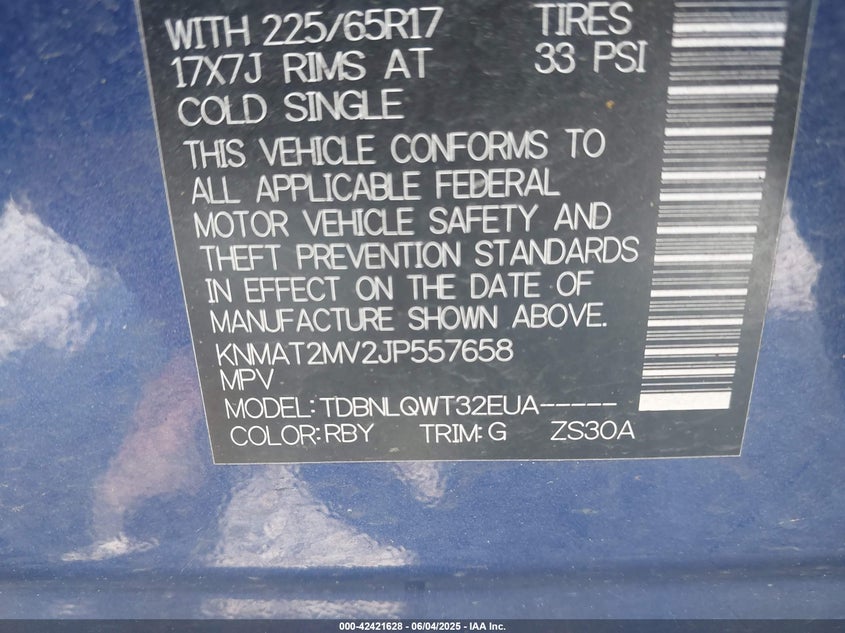 WITH 225/65R17 TIRES
17X7J RIMS AT 33 PSI
COLD SINGLE
THIS VEHICLE CONFORMS TO
ALL APPLICABLE FEDERAL
MOTOR VEHICLE SAFETY AND
THEFT PREVENTION STANDARDS
IN EFFECT ON THE DATE OF
MANUFACTURE SHOWN ABOVE.
KNMAT2MV2JP557658
MPV
MODEL:TDBNLQWT32EUA-----
COLOR:RBY TRIM:G ZS30A
000-42421628 - 06/04/2025 - IAA Inc.